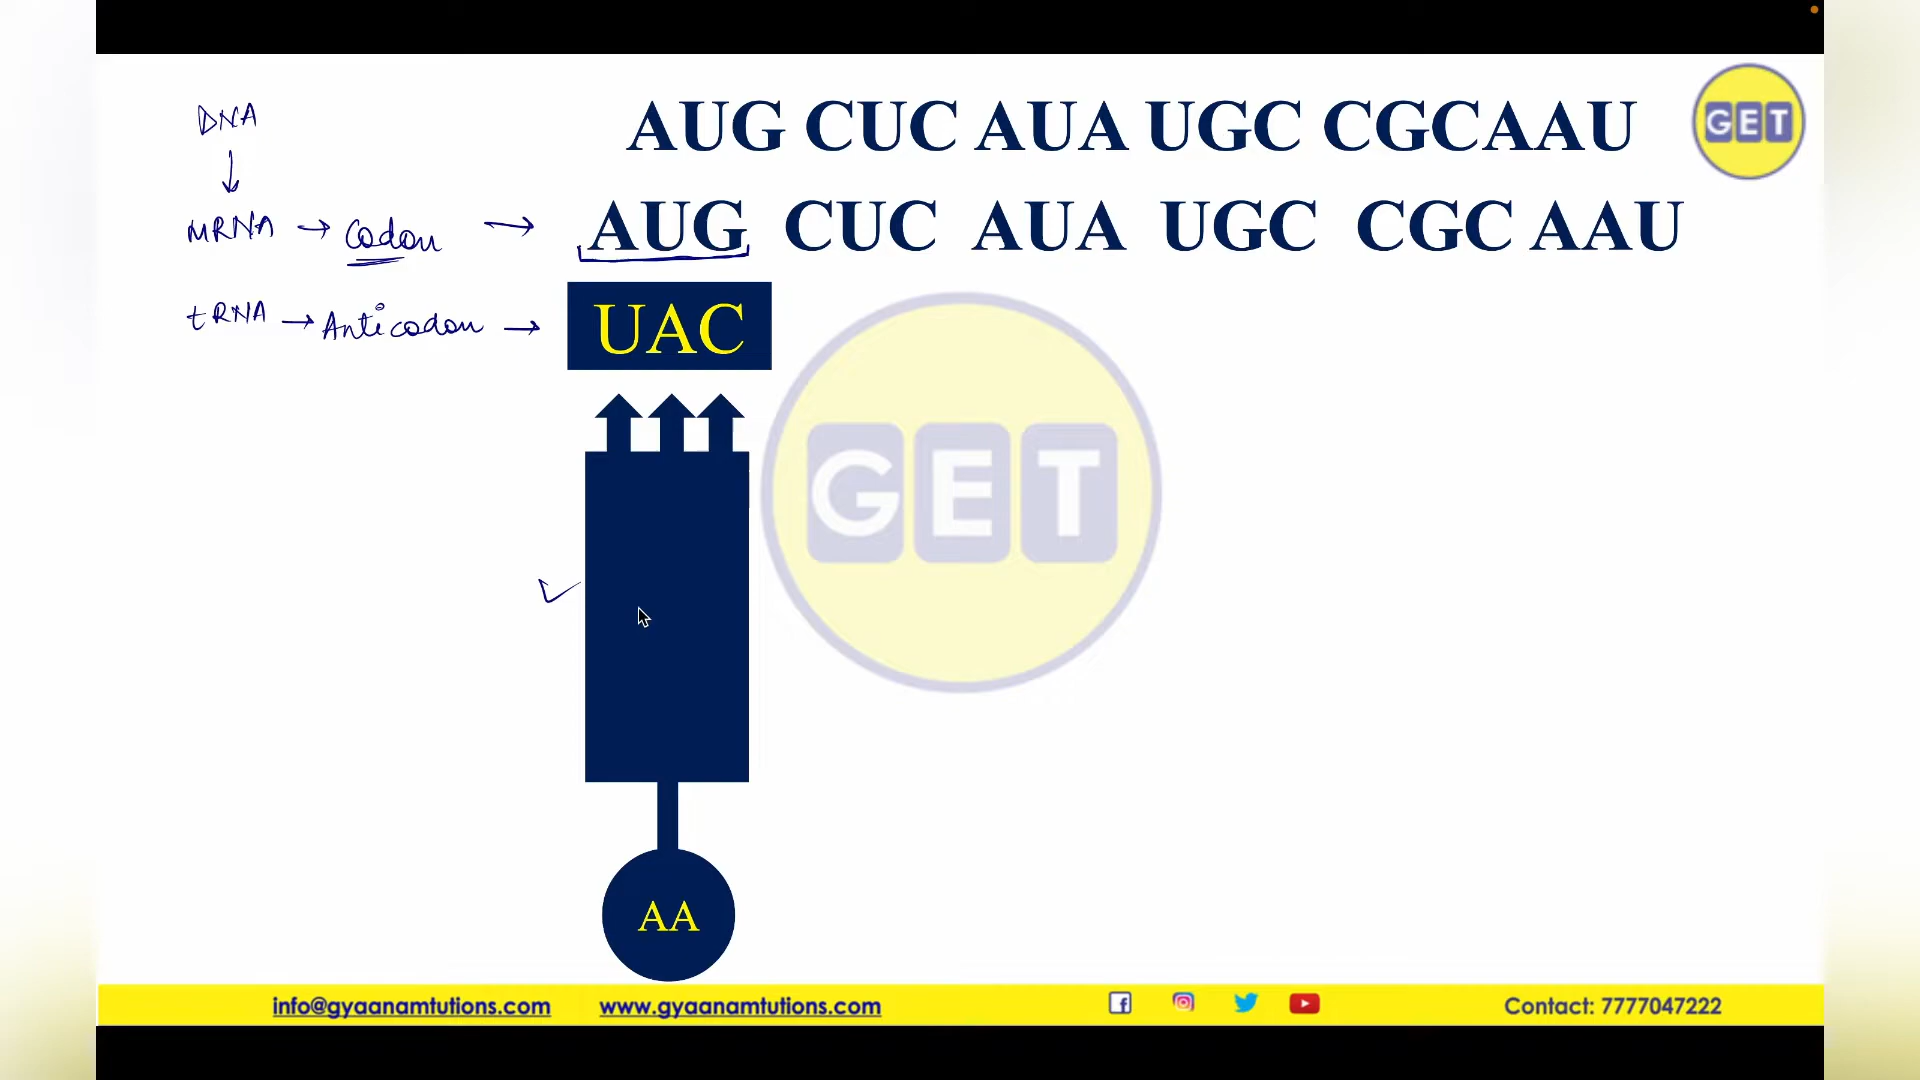 DNA
AUG CUC AUA UGC CGCAAU
GET
mRNA → Codon → AUG CUC AUA UGC CGC AAU
tRNA → Anticodon → UAC
GET
AA
info@gyaanamtutions.com www.gyaanamtutions.com Contact: 7777047222